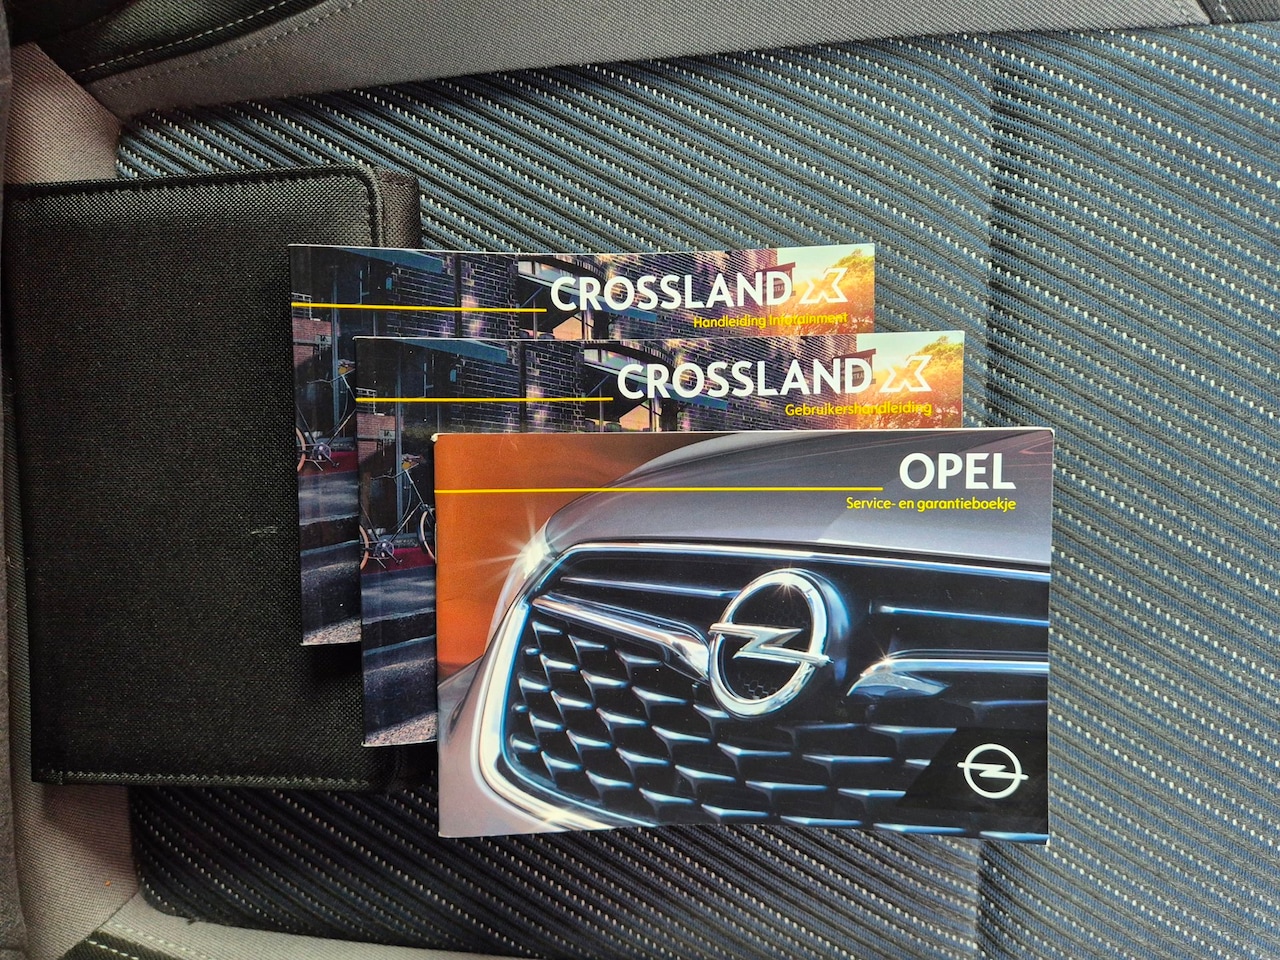 CROSSLAND X
Handleiding Infotainment
CROSSLAND X
Gebruikershandleiding
OPEL
Service- en garantieboekje